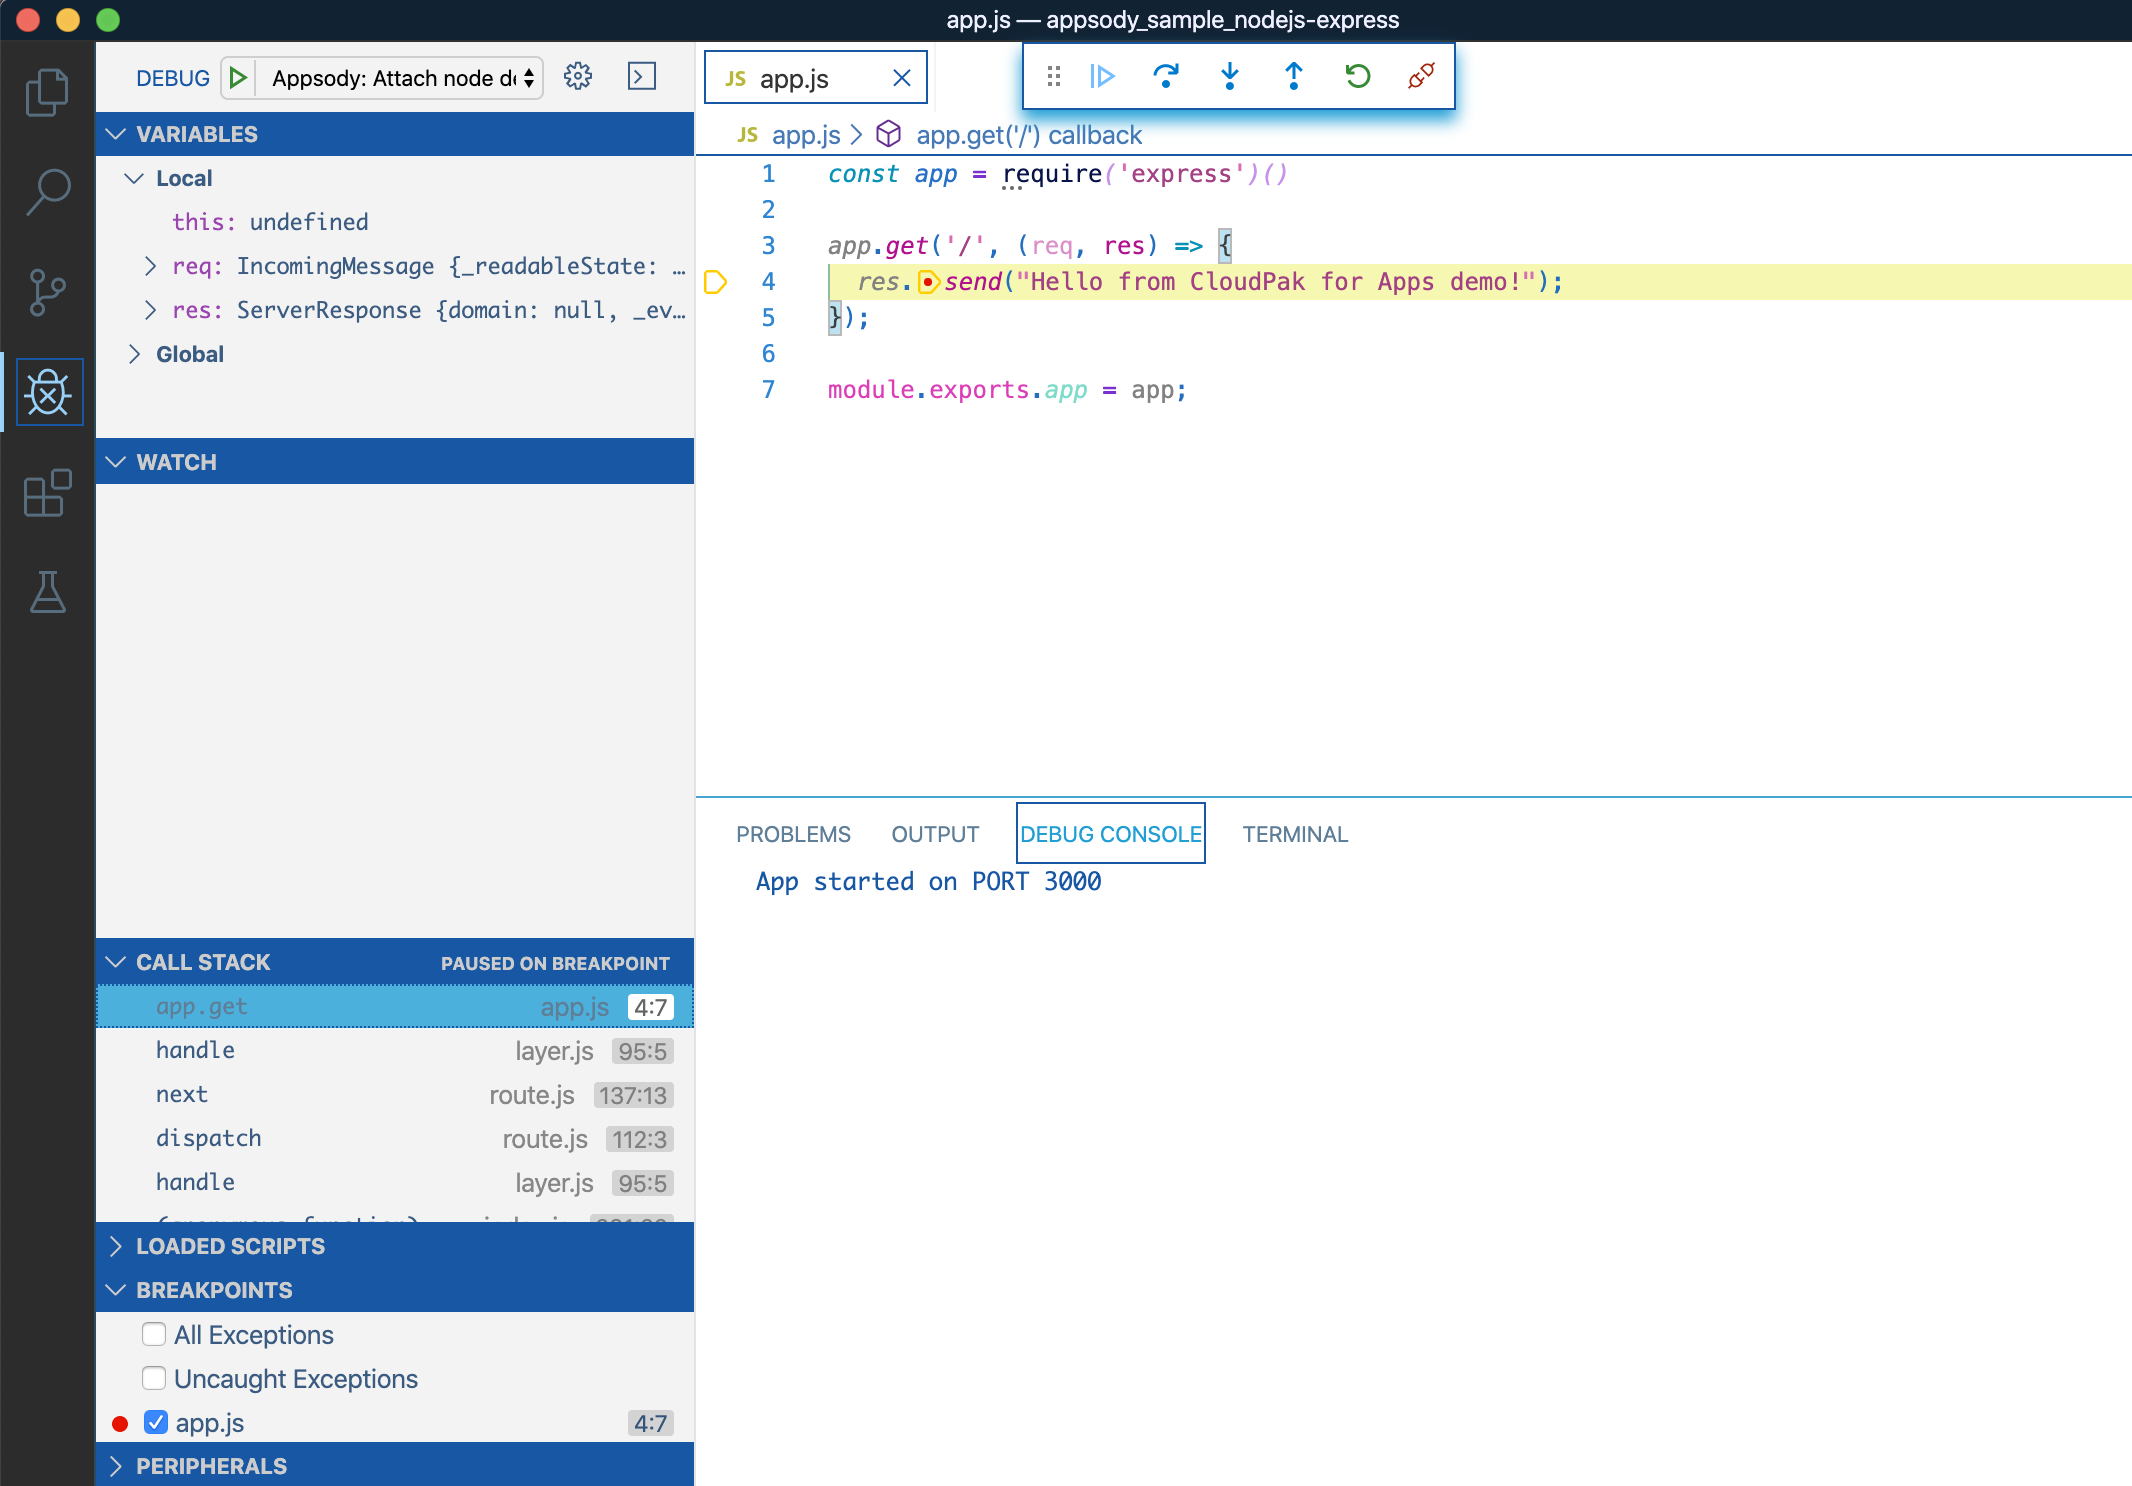 app.js — appsody_sample_nodejs-express
DEBUG
Appsody: Attach node de
VARIABLES
Local
this: undefined
req: IncomingMessage {_readableState: …
res: ServerResponse {domain: null, _ev…
Global
WATCH
CALL STACK PAUSED ON BREAKPOINT
app.get app.js 4:7
handle layer.js 95:5
next route.js 137:13
dispatch route.js 112:3
handle layer.js 95:5
(anonymous function)
LOADED SCRIPTS
BREAKPOINTS
All Exceptions
Uncaught Exceptions
app.js 4:7
PERIPHERALS
JS app.js
JS app.js > app.get('/') callback
1 const app = require('express')()
2
3 app.get('/', (req, res) => {
4 res.send("Hello from CloudPak for Apps demo!");
5 });
6
7 module.exports.app = app;
PROBLEMS OUTPUT DEBUG CONSOLE TERMINAL
App started on PORT 3000